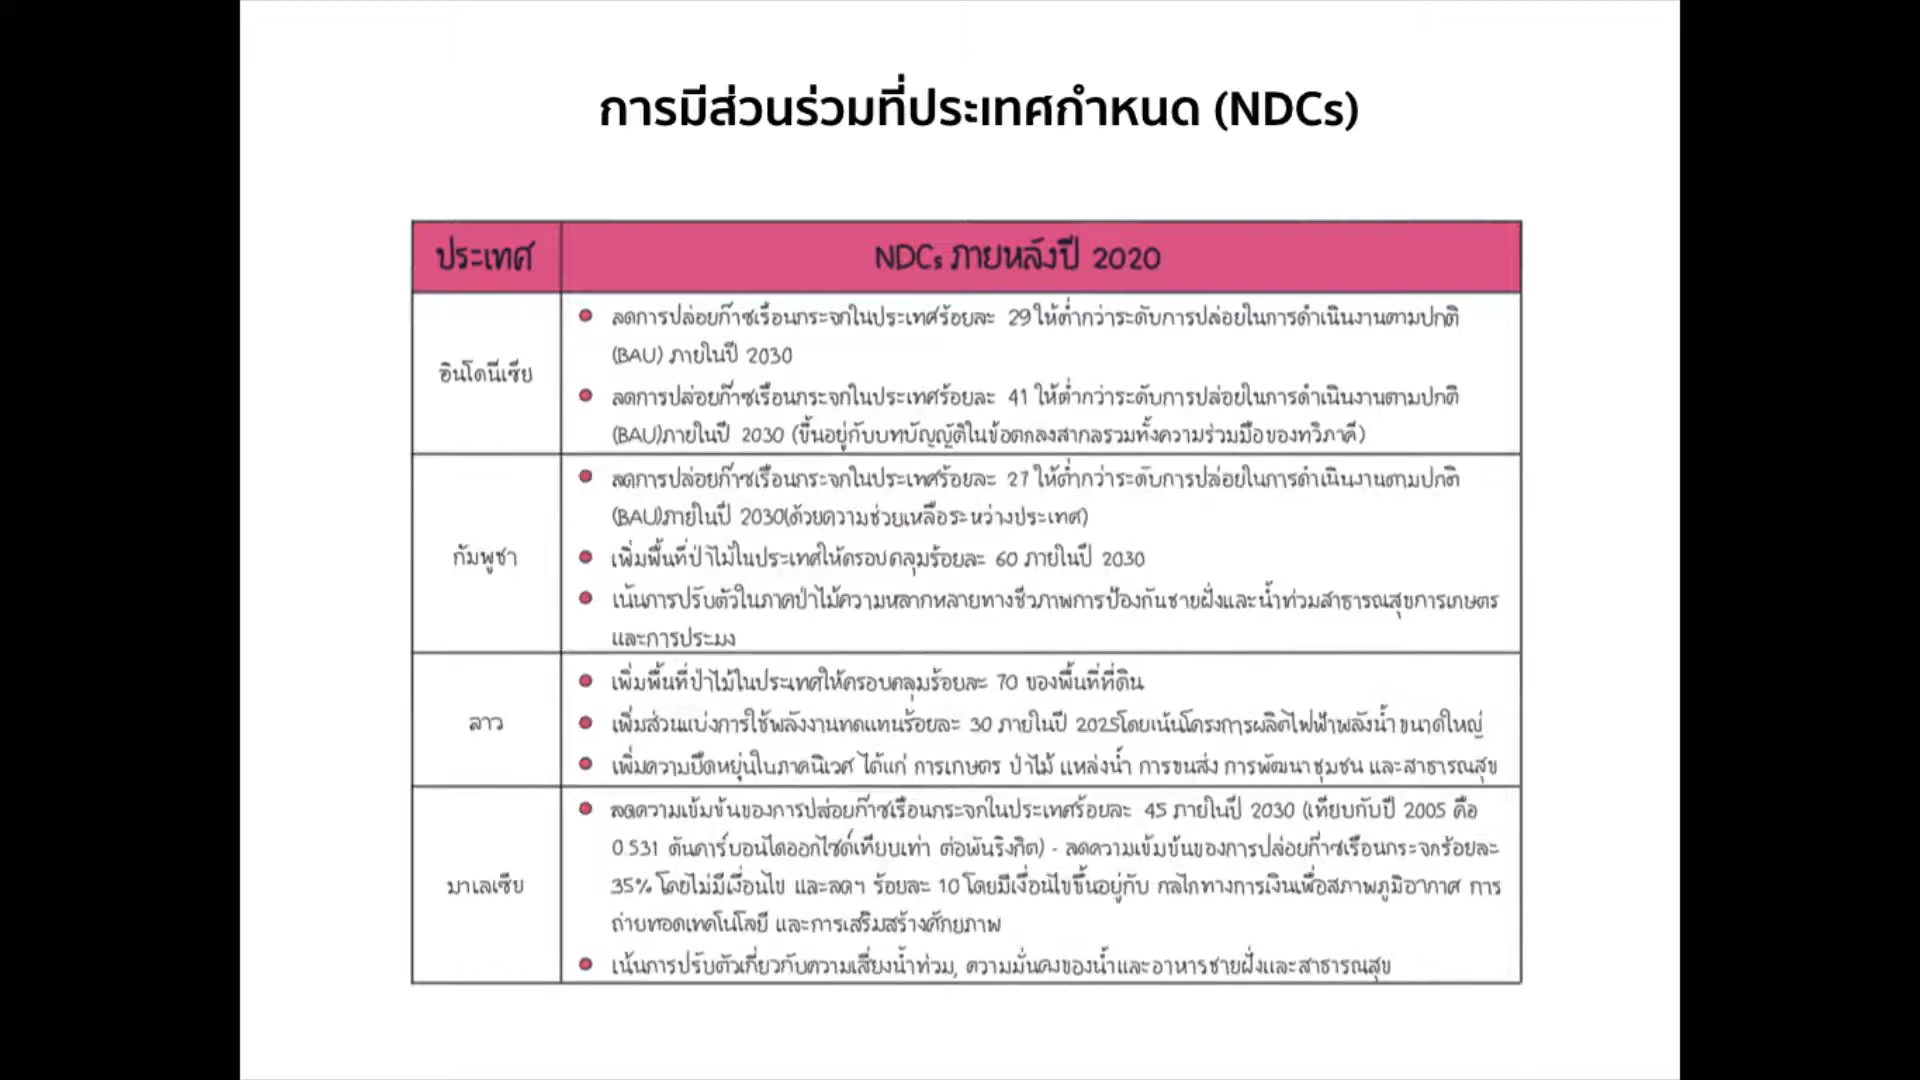 การมีส่วนร่วมที่ประเทศกำหนด (NDCs)
ประเทศ
NDCs ภายหลังปี 2020
อินโดนีเซีย
ลดการปล่อยก๊าซเรือนกระจกในประเทศร้อยละ 29 ให้ต่ำกว่าระดับการปล่อยในการดำเนินงานตามปกติ
(BAU) ภายในปี 2030
ลดการปล่อยก๊าซเรือนกระจกในประเทศร้อยละ 41 ให้ต่ำกว่าระดับการปล่อยในการดำเนินงานตามปกติ
(BAU)ภายในปี 2030 (ขึ้นอยู่กับบทบัญญัติในข้อตกลงสากลรวมทั้งความร่วมมือของทวิภาคี)
กัมพูชา
ลดการปล่อยก๊าซเรือนกระจกในประเทศร้อยละ 27 ให้ต่ำกว่าระดับการปล่อยในการดำเนินงานตามปกติ
(BAU)ภายในปี 2030(ด้วยความช่วยเหลือระหว่างประเทศ)
เพิ่มพื้นที่ป่าไม้ในประเทศให้ครอบคลุมร้อยละ 60 ภายในปี 2030
เน้นการปรับตัวในภาคป่าไม้ความหลากหลายทางชีวภาพการป้องกันชายฝั่งและน้ำท่วมสาธารณสุขการเกษตร
และการประมง
ลาว
เพิ่มพื้นที่ป่าไม้ในประเทศให้ครอบคลุมร้อยละ 70 ของพื้นที่ที่ดิน
เพิ่มส่วนแบ่งการใช้พลังงานทดแทนร้อยละ 30 ภายในปี 2025โดยเน้นโครงการผลิตไฟฟ้าพลังน้ำขนาดใหญ่
เพิ่มความยืดหยุ่นในภาคนิเวศ ได้แก่ การเกษตร ป่าไม้ แหล่งน้ำ การขนส่ง การพัฒนาชุมชน และสาธารณสุข
มาเลเซีย
ลดความเข้มข้นของการปล่อยก๊าซเรือนกระจกในประเทศร้อยละ 45 ภายในปี 2030 (เทียบกับปี 2005 คือ
0.531 ตันคาร์บอนไดออกไซด์เทียบเท่า ต่อพันริงกิต) - ลดความเข้มข้นของการปล่อยก๊าซเรือนกระจกร้อยละ
35% โดยไม่มีเงื่อนไข และลดฯ ร้อยละ 10 โดยมีเงื่อนไขขึ้นอยู่กับ กลไกทางการเงินเพื่อสภาพภูมิอากาศ การ
ถ่ายทอดเทคโนโลยี และการเสริมสร้างศักยภาพ
เน้นการปรับตัวเกี่ยวกับความเสี่ยงน้ำท่วม, ความมั่นคงของน้ำและอาหารชายฝั่งและสาธารณสุข